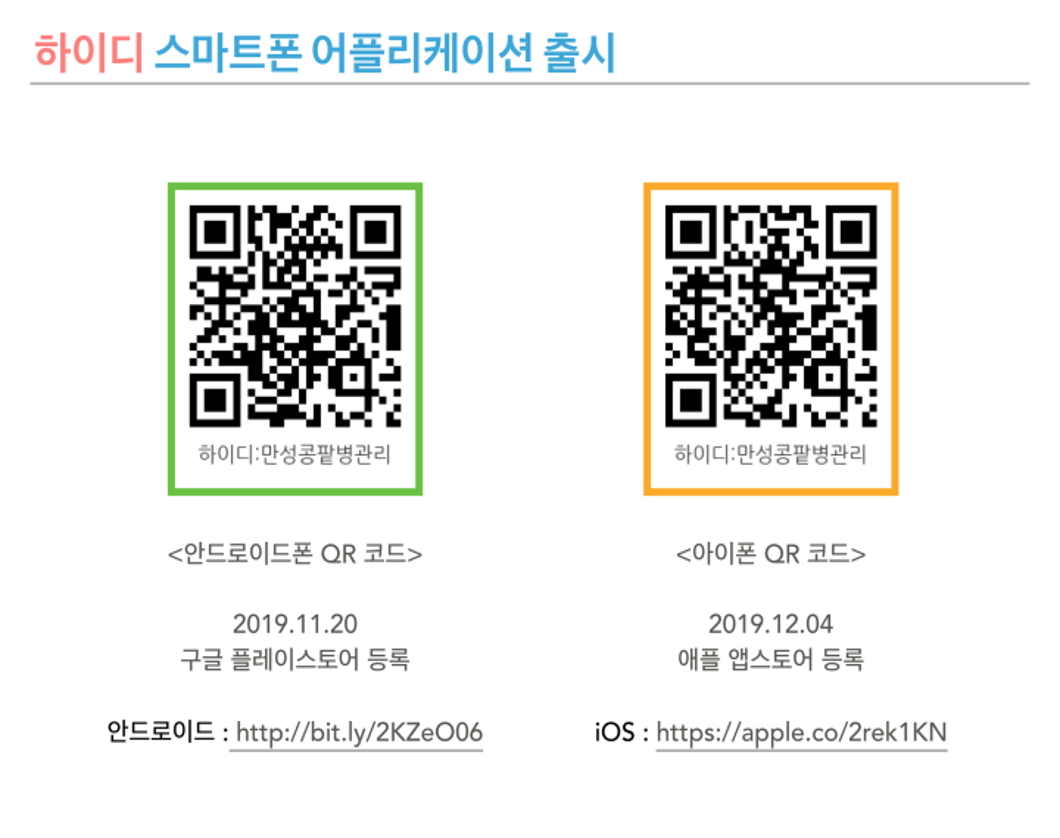 하이디 스마트폰 어플리케이션 출시
하이디:만성콩팥병관리
하이디:만성콩팥병관리
<안드로이드폰 QR 코드>
<아이폰 QR 코드>
2019.11.20
구글 플레이스토어 등록
2019.12.04
애플 앱스토어 등록
안드로이드 : http://bit.ly/2KZeO06
iOS : https://apple.co/2rek1KN